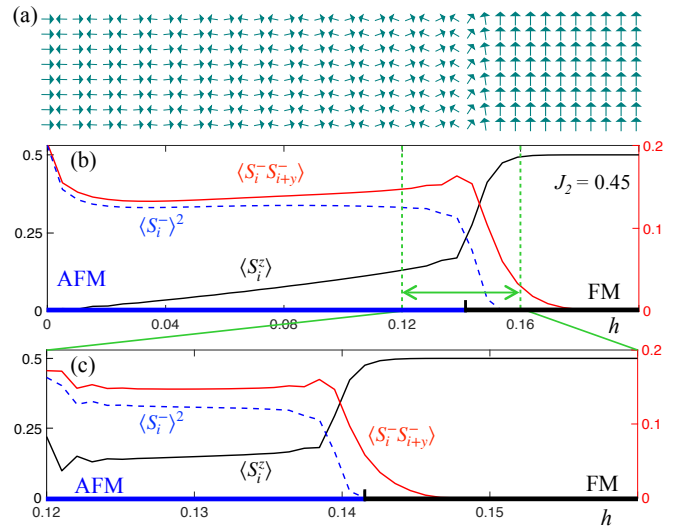 (a)
(b)
0.5
0.2
⟨S_i^- S_{i+y}^-⟩
J_2 = 0.45
⟨S_i^-⟩^2
0.25
0.1
⟨S_i^z⟩
AFM
FM
0
0
0
0.04
0.08
0.12
0.16
h
(c)
0.5
0.2
⟨S_i^-⟩^2
⟨S_i^- S_{i+y}^-⟩
0.25
0.1
⟨S_i^z⟩
AFM
FM
0
0
0.12
0.13
0.14
0.15
h